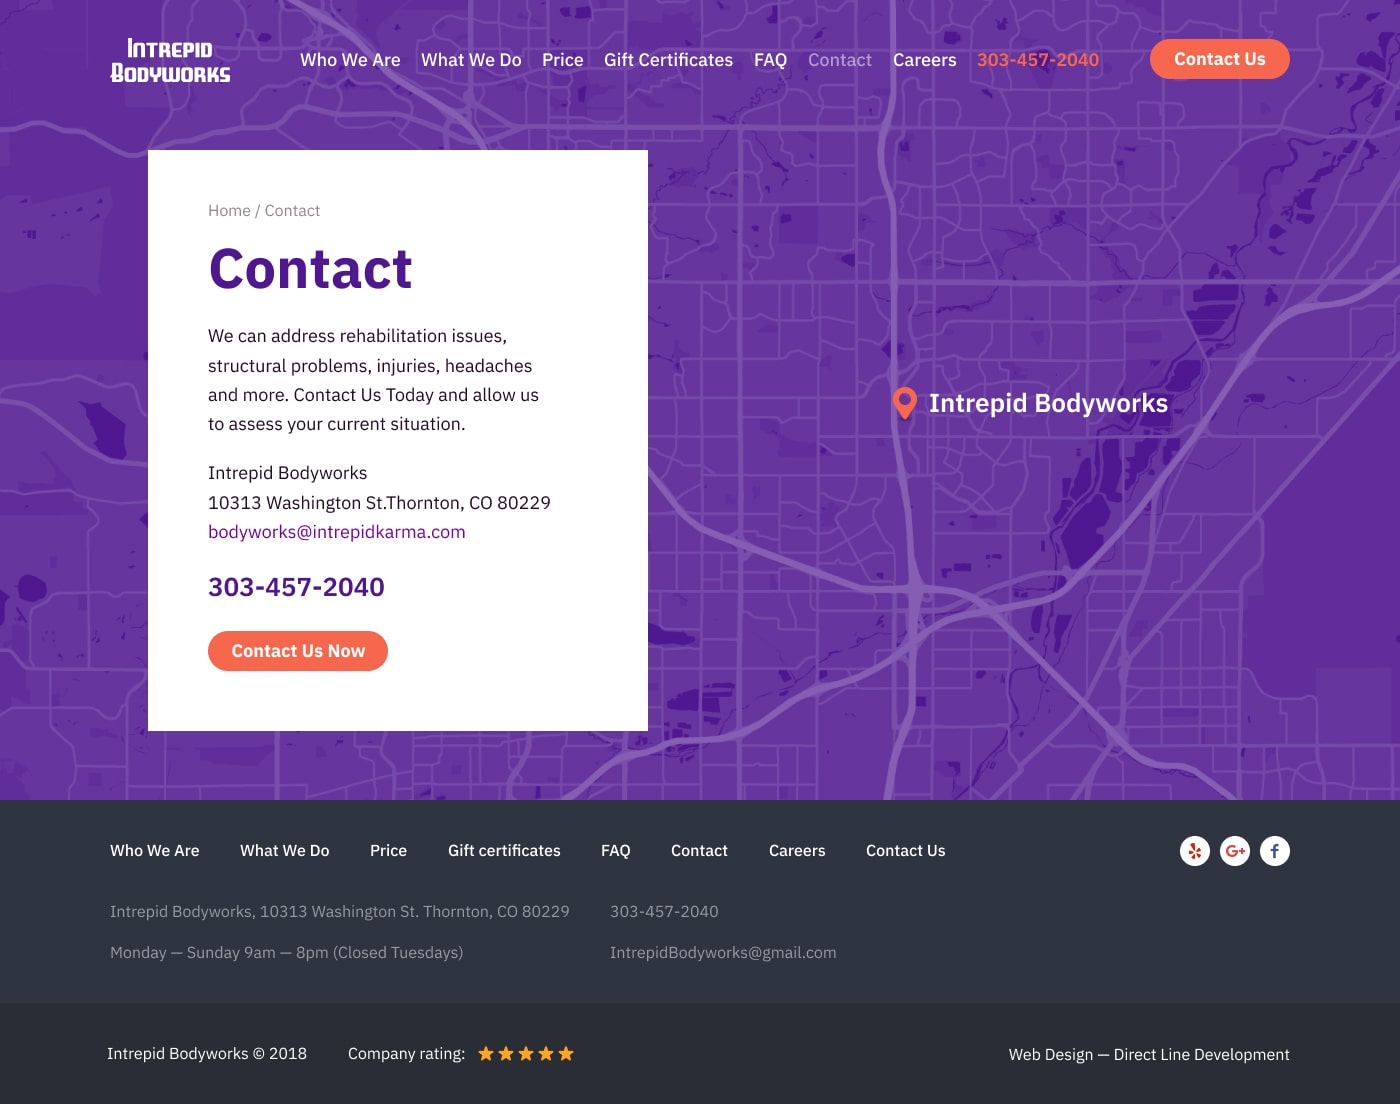 Intrepid
Bodyworks
Who We Are What We Do Price Gift Certificates FAQ Contact Careers 303-457-2040 Contact Us
Home / Contact
Contact
We can address rehabilitation issues,
structural problems, injuries, headaches
and more. Contact Us Today and allow us
to assess your current situation.
Intrepid Bodyworks
10313 Washington St.Thornton, CO 80229
bodyworks@intrepidkarma.com
303-457-2040
Contact Us Now
Intrepid Bodyworks
Who We Are What We Do Price Gift certificates FAQ Contact Careers Contact Us
G+ f
Intrepid Bodyworks, 10313 Washington St. Thornton, CO 80229 303-457-2040
Monday — Sunday 9am — 8pm (Closed Tuesdays) IntrepidBodyworks@gmail.com
Intrepid Bodyworks © 2018 Company rating: Web Design — Direct Line Development